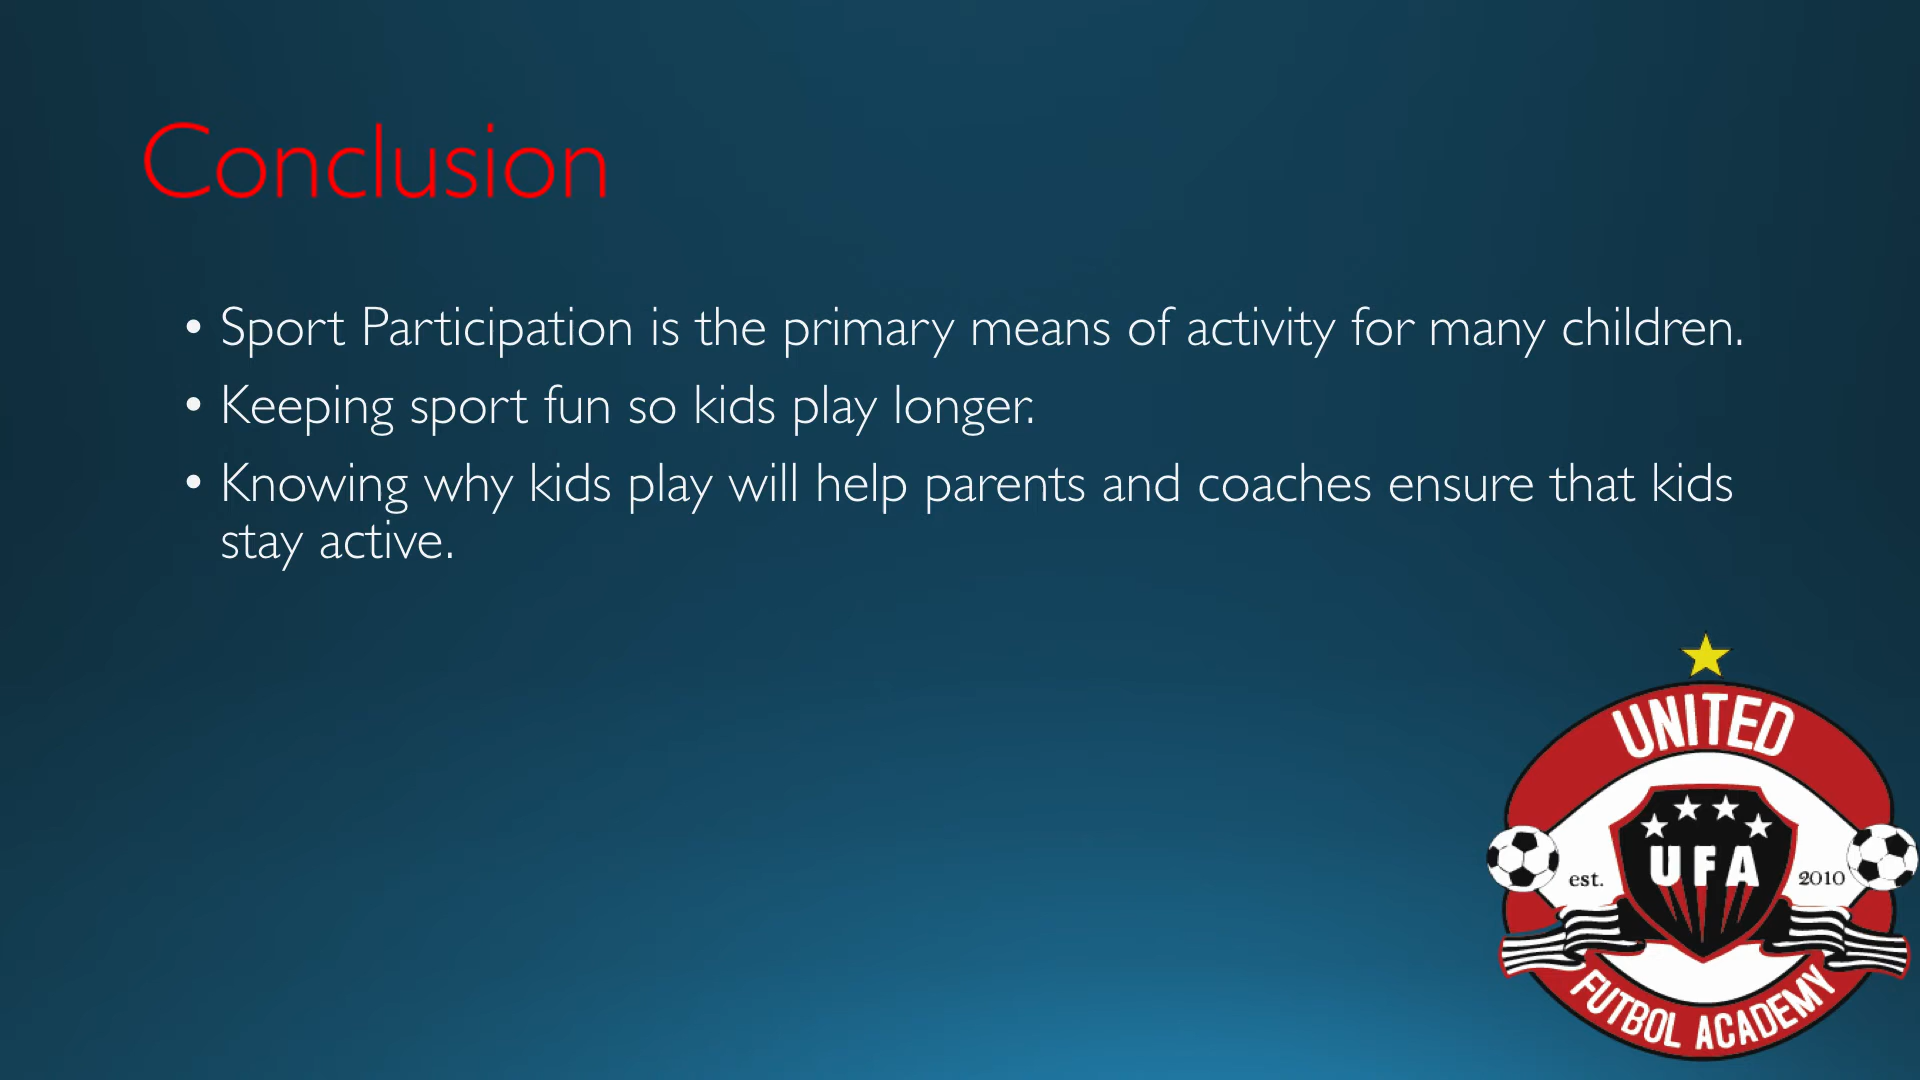 Conclusion
• Sport Participation is the primary means of activity for many children.
• Keeping sport fun so kids play longer.
• Knowing why kids play will help parents and coaches ensure that kids
stay active.
UNITED
UFA
est. 2010
FUTBOL ACADEMY